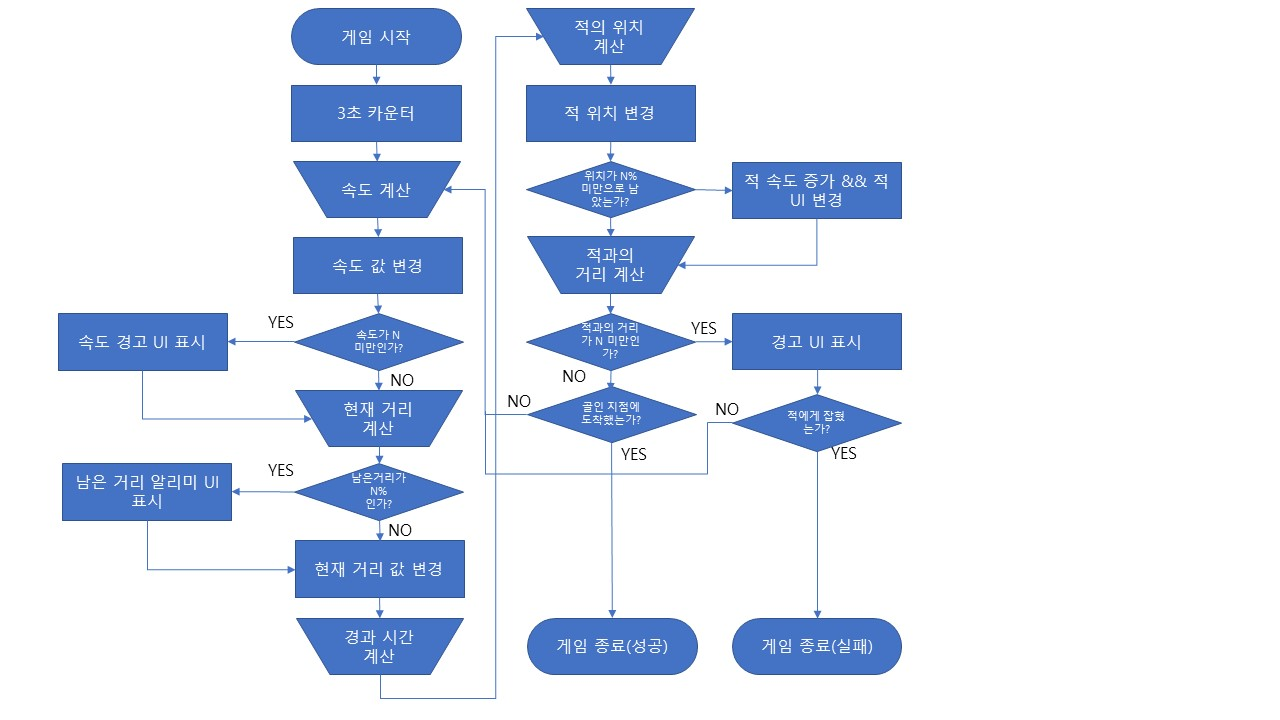 게임 시작
3초 카운터
속도 계산
속도 값 변경
속도가 N
미만인가?
YES
속도 경고 UI 표시
NO
현재 거리
계산
남은거리가
N%
인가?
YES
남은 거리 알리미 UI
표시
NO
현재 거리 값 변경
경과 시간
계산
적의 위치
계산
적 위치 변경
위치가 N%
미만으로 남
았는가?
적 속도 증가 && 적
UI 변경
적과의
거리 계산
적과의 거리
가 N 미만인
가?
YES
경고 UI 표시
NO
골인 지점에
도착했는가?
NO
YES
적에게 잡혔
는가?
NO
YES
게임 종료(성공)
게임 종료(실패)